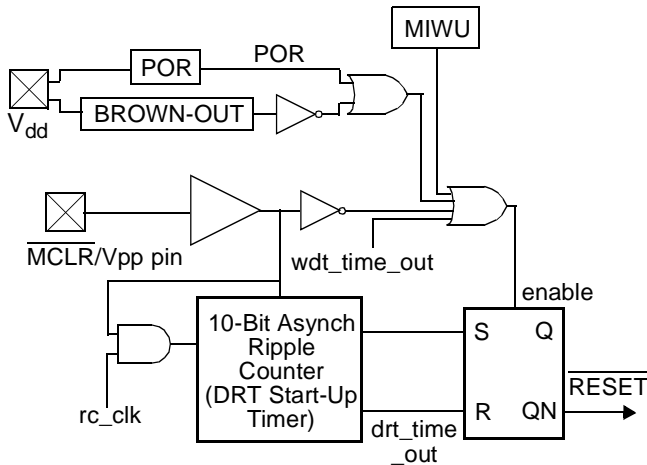 MIWU
POR
POR
BROWN-OUT
Vdd
MCLR/Vpp pin
wdt_time_out
enable
10-Bit Asynch
Ripple
Counter
(DRT Start-Up
Timer)
rc_clk
S Q
R QN
RESET
drt_time
_out